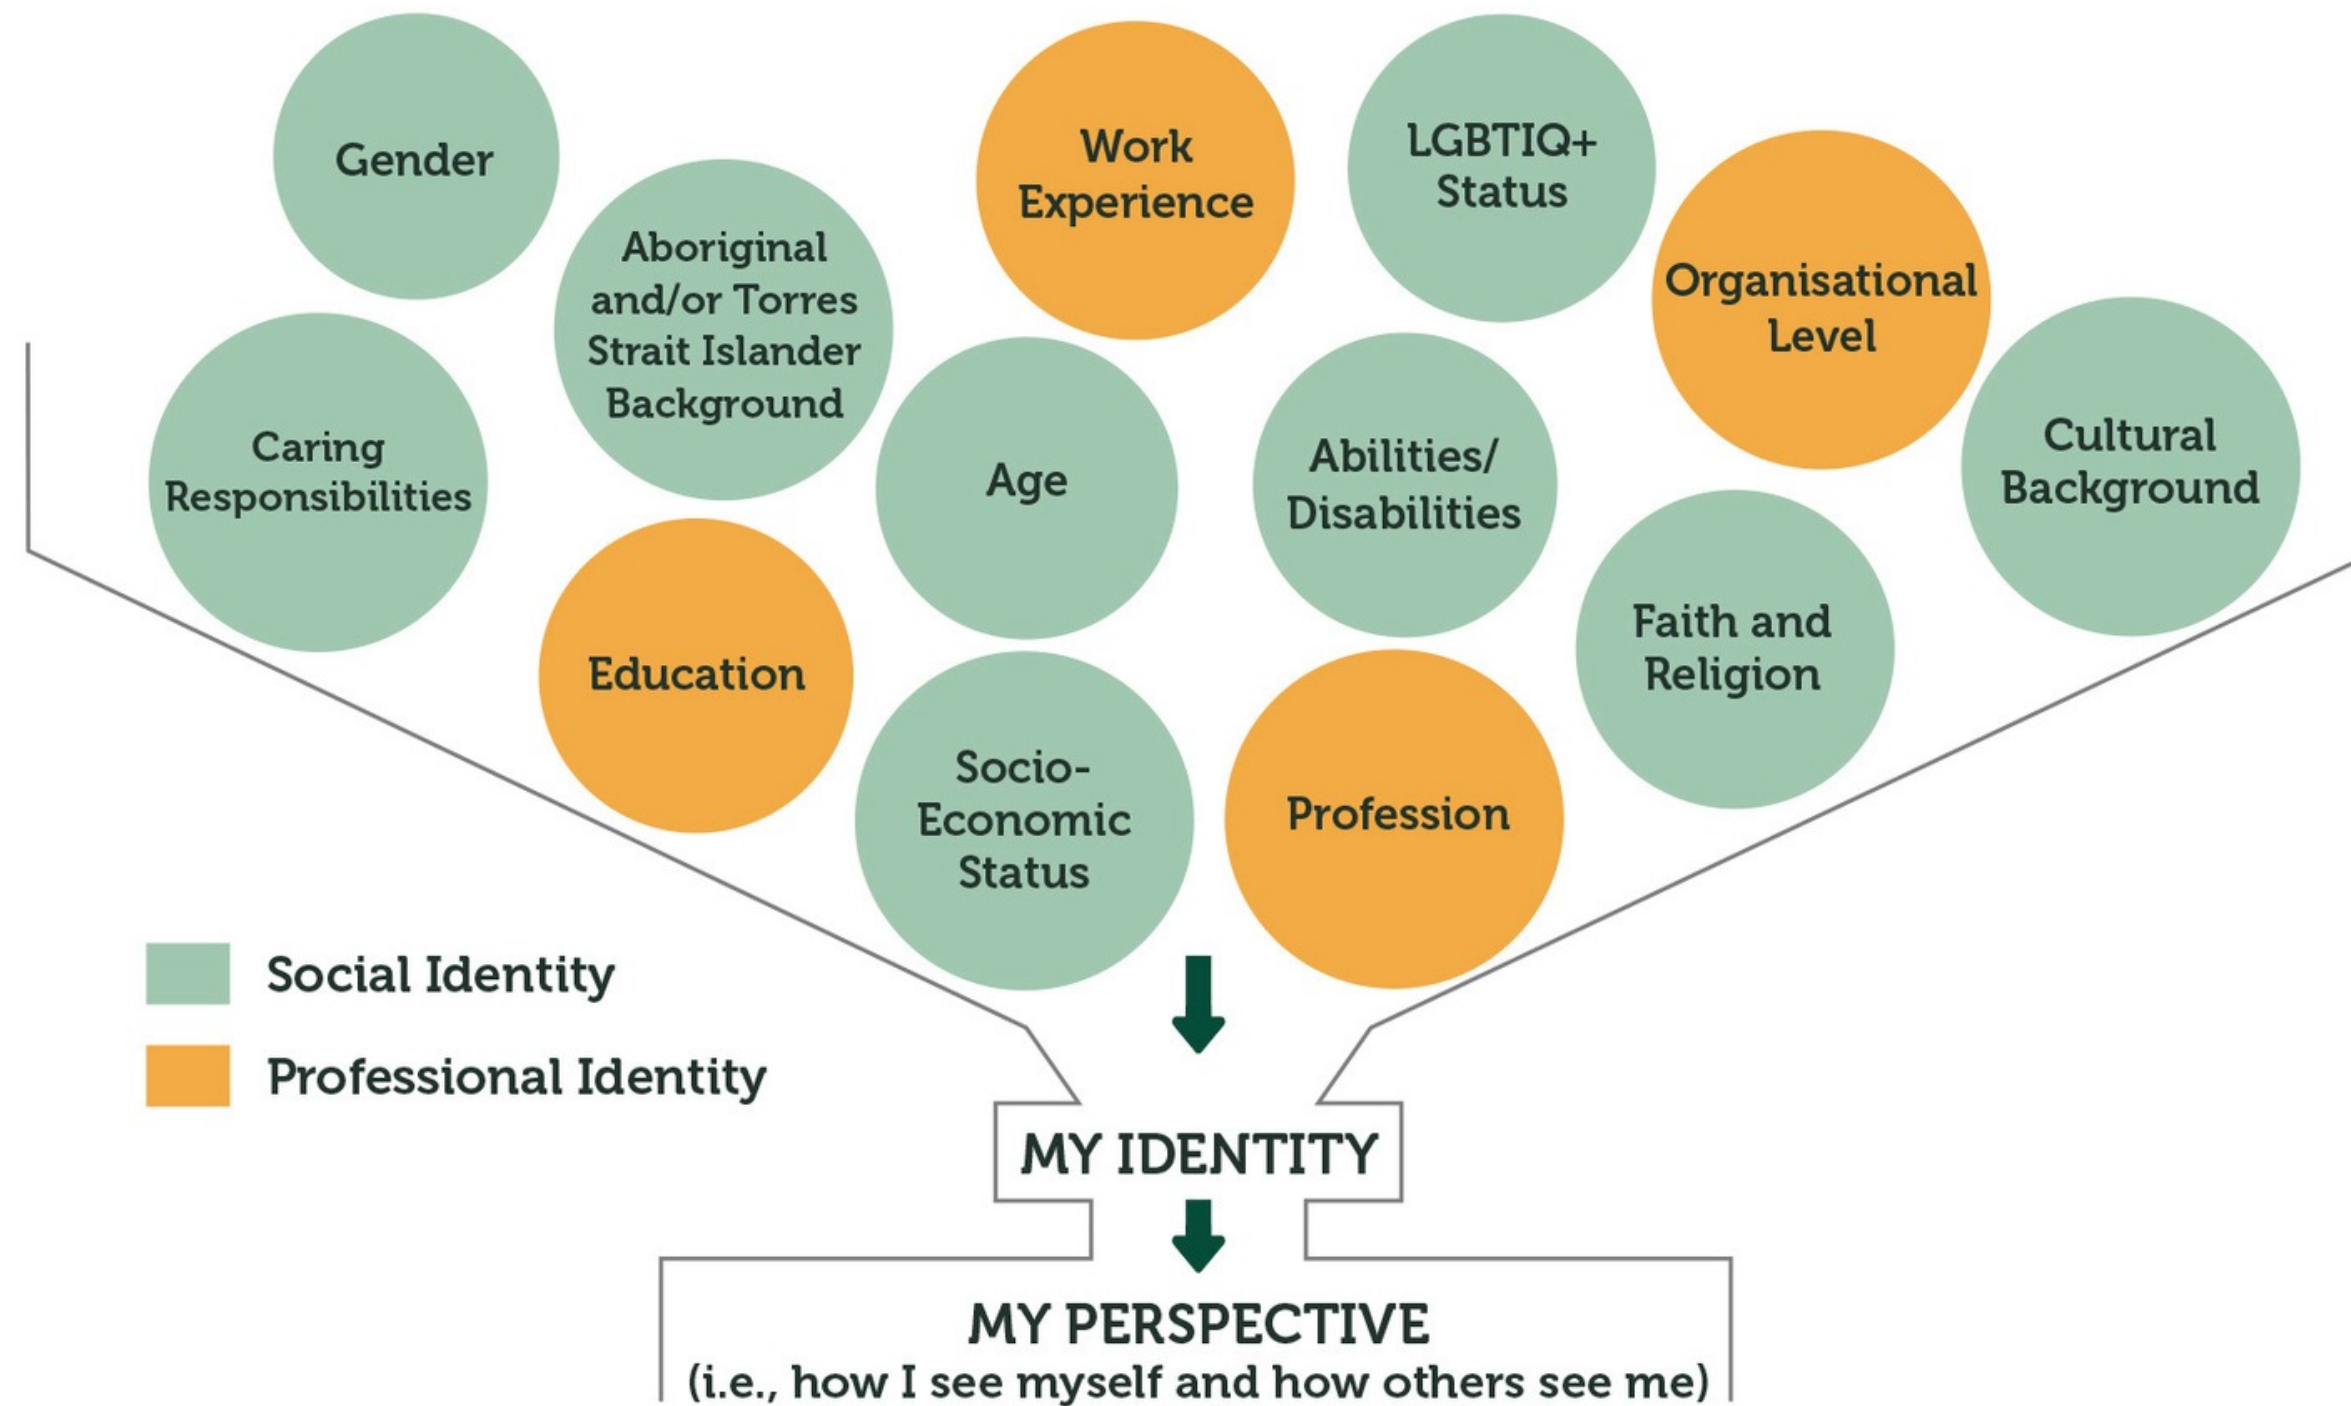 Gender
Work
Experience
LGBTIQ+
Status
Aboriginal
and/or Torres
Strait Islander
Background
Organisational
Level
Caring
Responsibilities
Age
Abilities/
Disabilities
Cultural
Background
Education
Faith and
Religion
Socio-
Economic
Status
Profession
Social Identity
Professional Identity
MY IDENTITY
MY PERSPECTIVE
(i.e., how I see myself and how others see me)